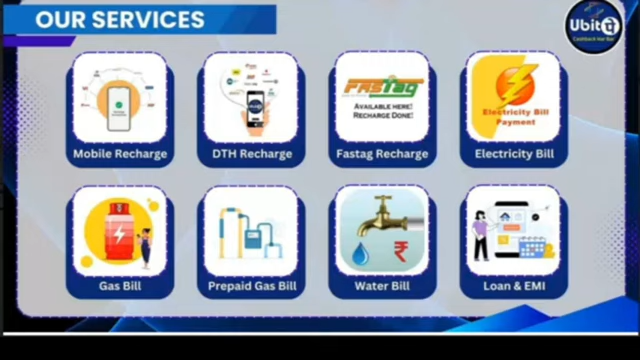 OUR SERVICES
Ubit
Cashback Har Bar
Mobile Recharge
DTH Recharge
FASTag
AVAILABLE HERE!
RECHARGE DONE!
Fastag Recharge
Electricity Bill
Payment
Electricity Bill
Gas Bill
Prepaid Gas Bill
₹
Water Bill
Loan & EMI